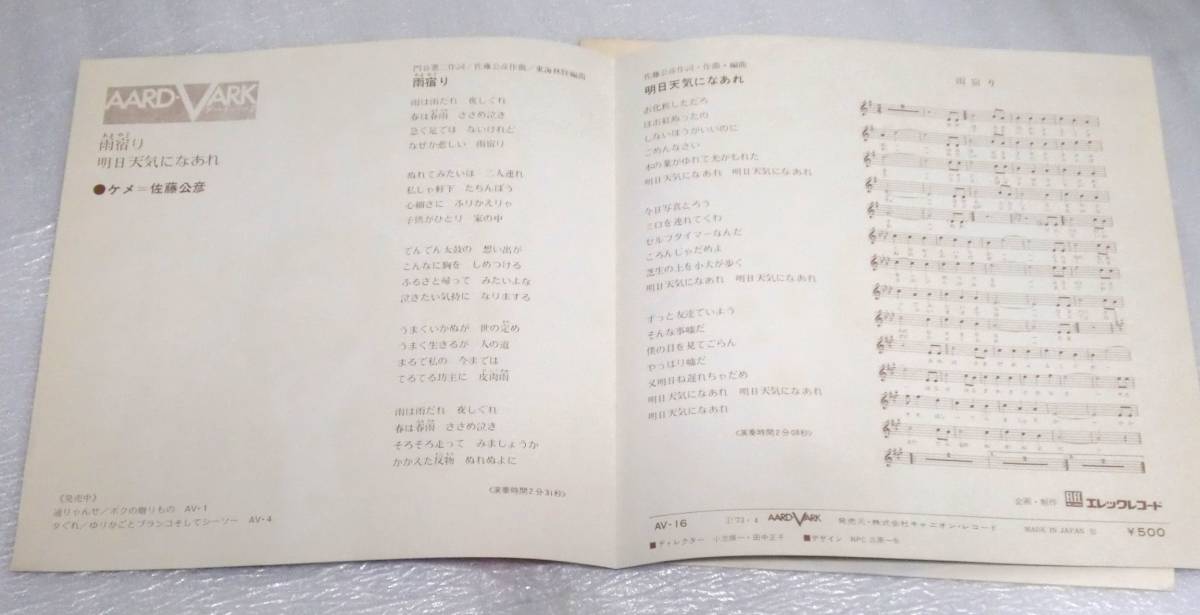 AARD-VARK
あまやど
雨宿り
明日天気になあれ
●ケメ=佐藤公彦
《発売中》
通りゃんせ/ボクの贈りもの AV-1
夕ぐれ/ゆりかごとブランコそしてシーソー AV-4
門谷憲二作詞/佐藤公彦作曲/東海林修編曲
あまやど
雨宿り
雨は雨だれ 夜しぐれ
春は春雨 ささめ泣き
急ぐ足では ないけれど
なぜか悲しい 雨宿り
ぬれてみたいは 二人連れ
私しゃ軒下 たちんぼう
心細さに ふりかえりゃ
子供がひとり 家の中
でんでん太鼓の 想い出が
こんなに胸を しめつける
ふるさと帰って みたいよな
泣きたい気持に なりまする
うまくいかぬが 世の定め
うまく生きるが 人の道
まるで私の 今までは
てるてる坊主に 皮肉雨
雨は雨だれ 夜しぐれ
春は春雨 ささめ泣き
そろそろ走って みましょうか
かかえた反物 ぬれぬよに
<演奏時間2分31秒>
佐藤公彦作詞・作曲・編曲
明日天気になあれ
お化粧しただろ
ほほ紅ぬったの
しないほうがいいのに
ごめんなさい
木の葉がゆれて光がもれた
明日天気になあれ 明日天気になあれ
今日写真とろう
三口を連れてくわ
セルフタイマーなんだ
ころんじゃだめよ
芝生の上を小犬が歩く
明日天気になあれ 明日天気になあれ
ずっと友達でいよう
そんな事嘘だ
僕の目を見てごらん
やっぱり嘘だ
又明日ね遅れちゃだめ
明日天気になあれ 明日天気になあれ
明日天気になあれ
<演奏時間2分08秒>
雨宿り
企画・制作 エレックレコード
AV-16 '73・4 AARD-VARK 発売元・株式会社キャニオン・レコード MADE IN JAPAN ¥500
■ディレクター 田中正子 ■デザイン NPC